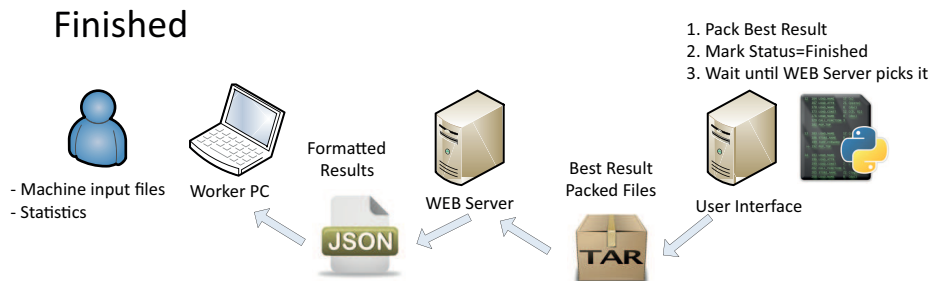 Finished
1. Pack Best Result
2. Mark Status=Finished
3. Wait until WEB Server picks it
- Machine input files
- Statistics
Worker PC
Formatted
Results
JSON
WEB Server
Best Result
Packed Files
TAR
User Interface